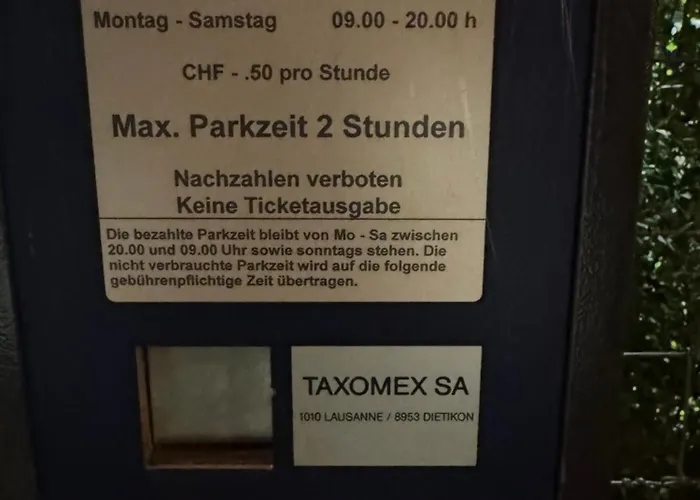 Montag - Samstag 09.00 - 20.00 h
CHF - .50 pro Stunde
Max. Parkzeit 2 Stunden
Nachzahlen verboten
Keine Ticketausgabe
Die bezahlte Parkzeit bleibt von Mo - Sa zwischen
20.00 und 09.00 Uhr sowie sonntags stehen. Die
nicht verbrauchte Parkzeit wird auf die folgende
gebührenpflichtige Zeit übertragen.
TAXOMEX SA
1010 LAUSANNE / 8953 DIETIKON